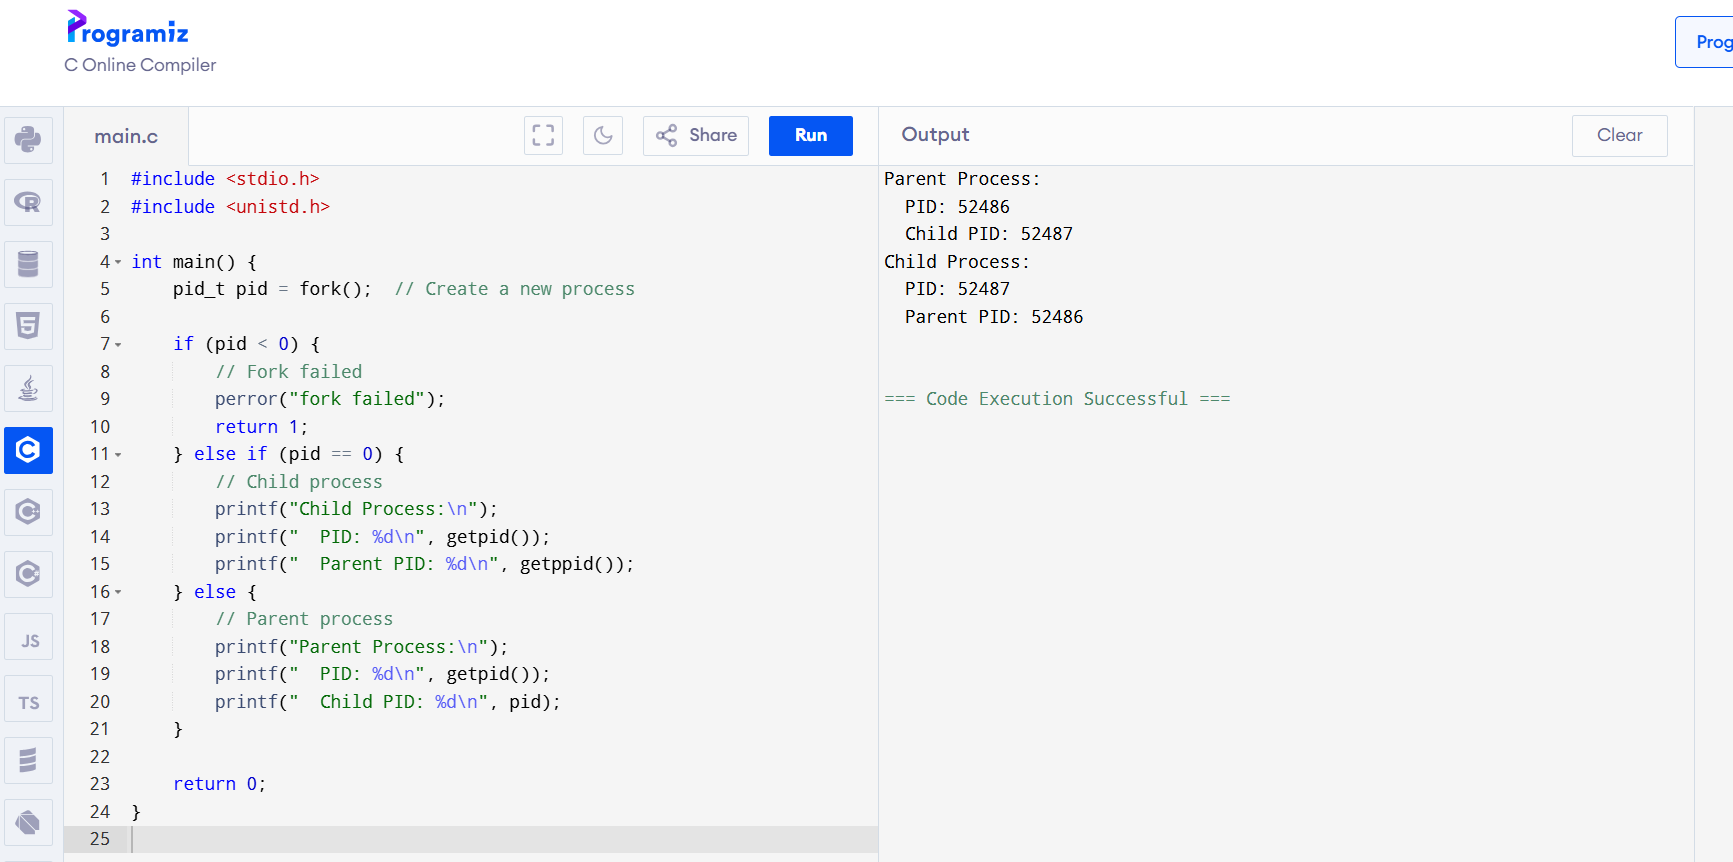 Programiz
C Online Compiler
Prog
main.c
Share
Run
Output
Clear
1 #include <stdio.h>
2 #include <unistd.h>
3
4 int main() {
5     pid_t pid = fork();  // Create a new process
6
7     if (pid < 0) {
8         // Fork failed
9         perror("fork failed");
10         return 1;
11     } else if (pid == 0) {
12         // Child process
13         printf("Child Process:\n");
14         printf("  PID: %d\n", getpid());
15         printf("  Parent PID: %d\n", getppid());
16     } else {
17         // Parent process
18         printf("Parent Process:\n");
19         printf("  PID: %d\n", getpid());
20         printf("  Child PID: %d\n", pid);
21     }
22
23     return 0;
24 }
25
Parent Process:
  PID: 52486
  Child PID: 52487
Child Process:
  PID: 52487
  Parent PID: 52486
=== Code Execution Successful ===
R
5
C
C
C
JS
TS